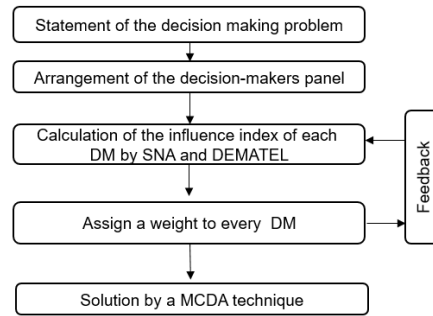 Statement of the decision making problem
Arrangement of the decision-makers panel
Calculation of the influence index of each
DM by SNA and DEMATEL
Feedback
Assign a weight to every DM
Solution by a MCDA technique